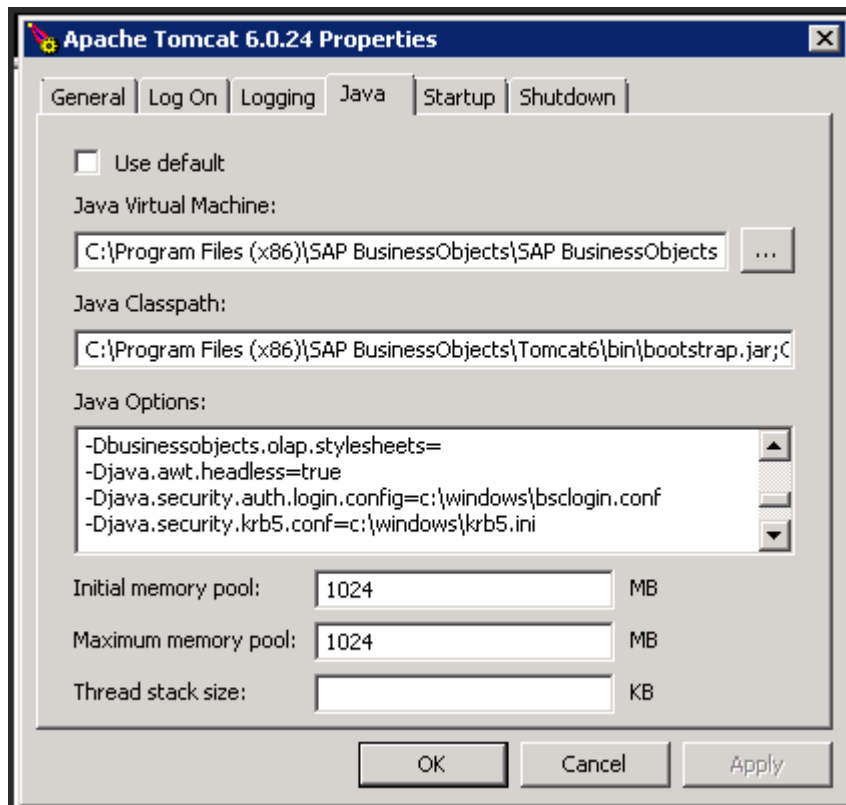 Apache Tomcat 6.0.24 Properties
General Log On Logging Java Startup Shutdown
Use default
Java Virtual Machine:
C:\Program Files (x86)\SAP BusinessObjects\SAP BusinessObjects
...
Java Classpath:
C:\Program Files (x86)\SAP BusinessObjects\Tomcat6\bin\bootstrap.jar;C
Java Options:
-Dbusinessobjects.olap.stylesheets=
-Djava.awt.headless=true
-Djava.security.auth.login.config=c:\windows\bsclogin.conf
-Djava.security.krb5.conf=c:\windows\krb5.ini
Initial memory pool: 1024 MB
Maximum memory pool: 1024 MB
Thread stack size: KB
OK Cancel Apply